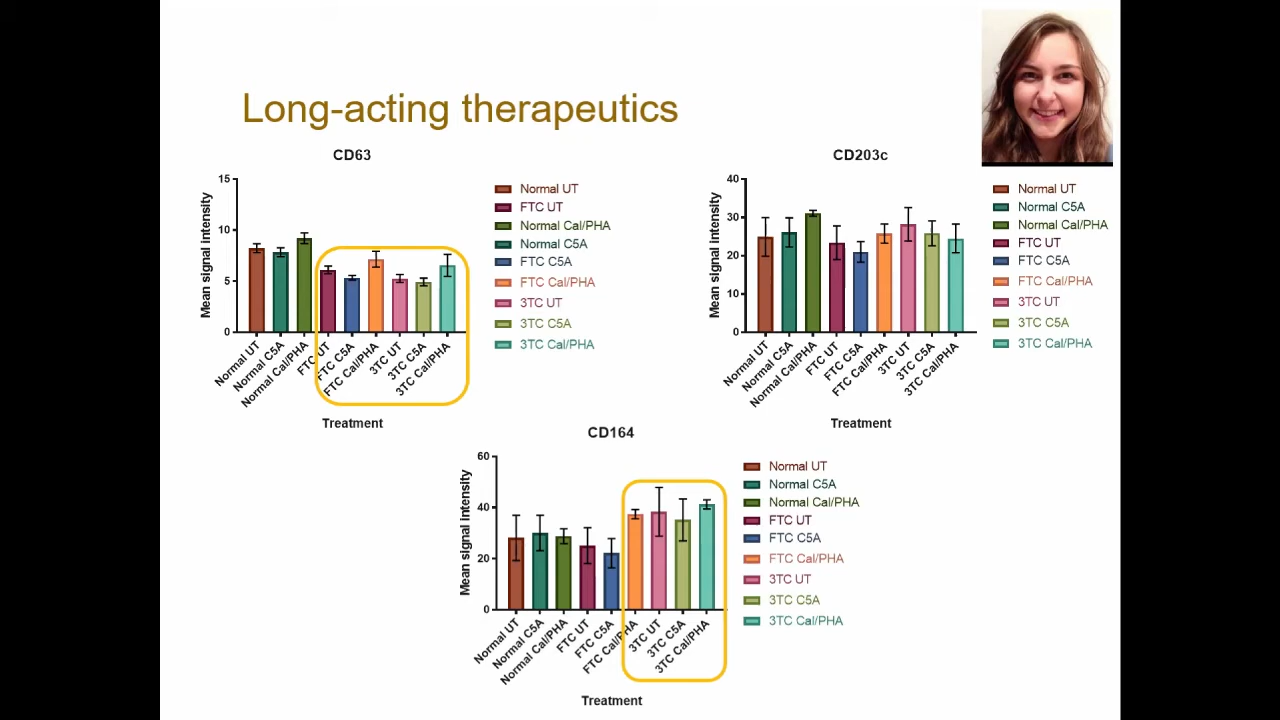 Long-acting therapeutics
CD63
Mean signal intensity
15
10
5
0
Normal UT
Normal C5A
Normal Cal/PHA
FTC UT
FTC C5A
FTC Cal/PHA
3TC UT
3TC C5A
3TC Cal/PHA
Treatment
Normal UT
FTC UT
Normal Cal/PHA
Normal C5A
FTC C5A
FTC Cal/PHA
3TC UT
3TC C5A
3TC Cal/PHA
CD203c
Mean signal intensity
40
30
20
10
0
Normal UT
Normal C5A
Normal Cal/PHA
FTC UT
FTC C5A
FTC Cal/PHA
3TC UT
3TC C5A
3TC Cal/PHA
Treatment
Normal UT
Normal C5A
Normal Cal/PHA
FTC UT
FTC C5A
FTC Cal/PHA
3TC UT
3TC C5A
3TC Cal/PHA
CD164
Mean signal intensity
60
40
20
0
Normal UT
Normal C5A
Normal Cal/PHA
FTC UT
FTC C5A
FTC Cal/PHA
3TC UT
3TC C5A
3TC Cal/PHA
Treatment
Normal UT
Normal C5A
Normal Cal/PHA
FTC UT
FTC C5A
FTC Cal/PHA
3TC UT
3TC C5A
3TC Cal/PHA